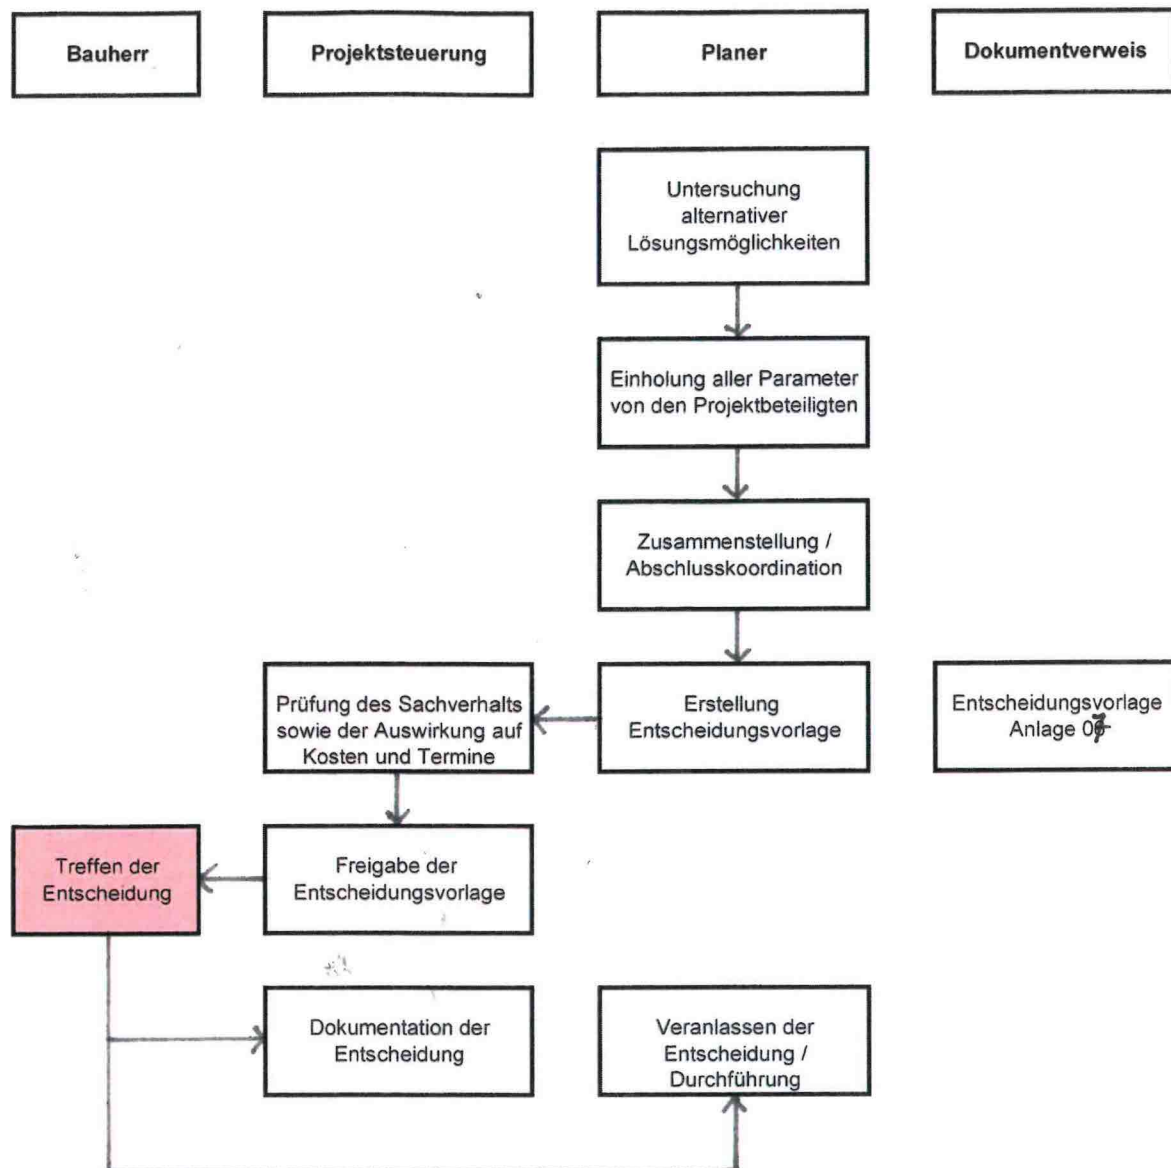 Bauherr
Projektsteuerung
Planer
Dokumentverweis
Untersuchung
alternativer
Lösungsmöglichkeiten
Einholung aller Parameter
von den Projektbeteiligten
Zusammenstellung /
Abschlusskoordination
Prüfung des Sachverhalts
sowie der Auswirkung auf
Kosten und Termine
Erstellung
Entscheidungsvorlage
Entscheidungsvorlage
Anlage 07
Treffen der
Entscheidung
Freigabe der
Entscheidungsvorlage
Dokumentation der
Entscheidung
Veranlassen der
Entscheidung /
Durchführung